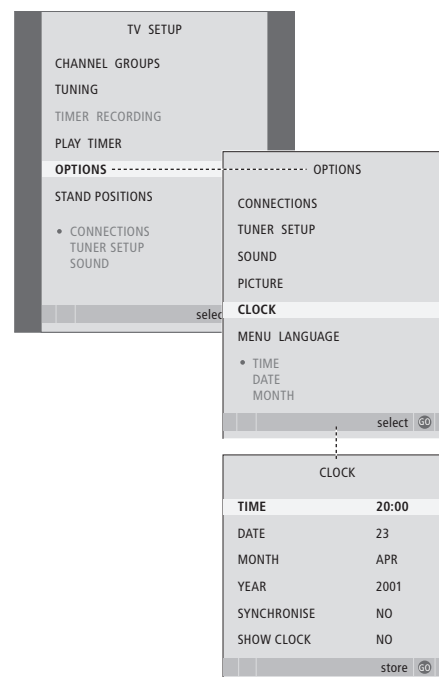 TV SETUP
CHANNEL GROUPS
TUNING
TIMER RECORDING
PLAY TIMER
OPTIONS
STAND POSITIONS
• CONNECTIONS
TUNER SETUP
SOUND
selec
OPTIONS
CONNECTIONS
TUNER SETUP
SOUND
PICTURE
CLOCK
MENU LANGUAGE
• TIME
DATE
MONTH
select GO
CLOCK
TIME 20:00
DATE 23
MONTH APR
YEAR 2001
SYNCHRONISE NO
SHOW CLOCK NO
store GO